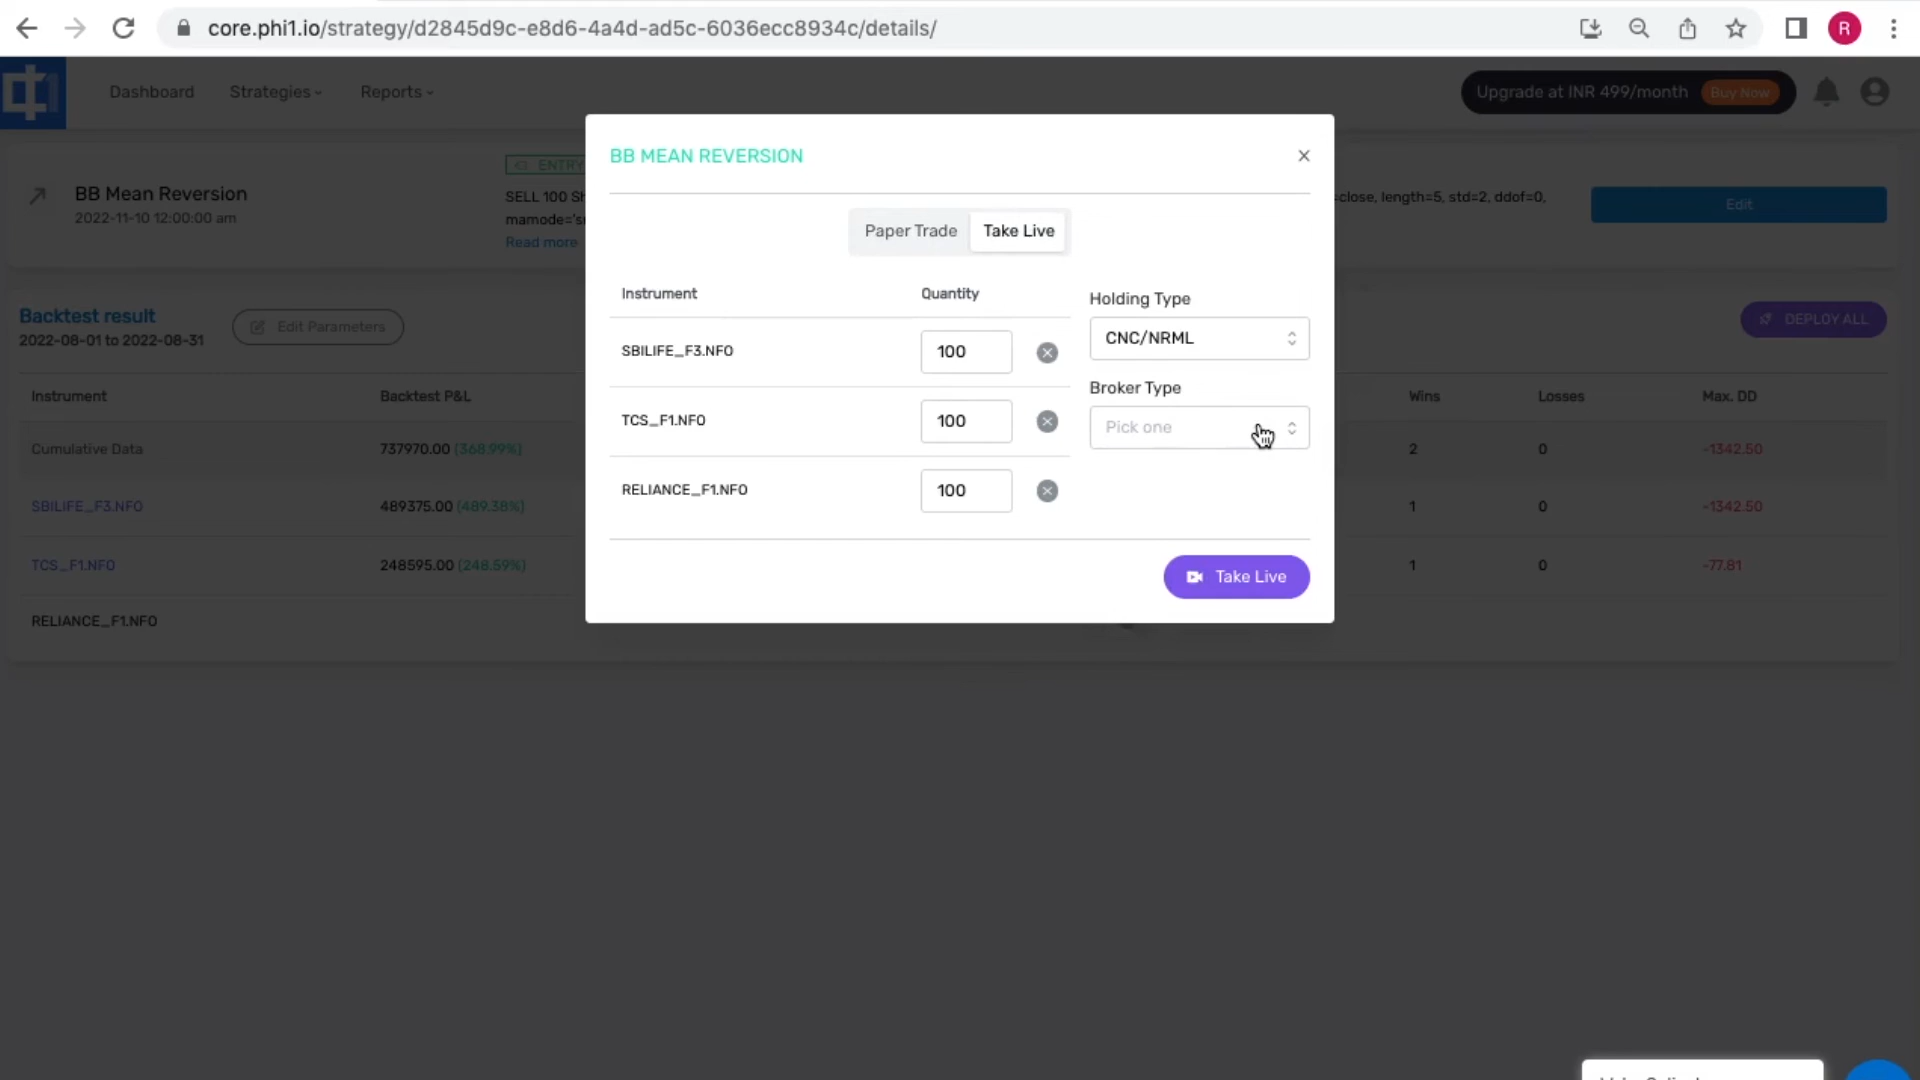 core.phi1.io/strategy/d2845d9c-e8d6-4a4d-ad5c-6036ecc8934c/details/
R
Dashboard
Strategies
Reports
Upgrade at INR 499/month
Buy Now
BB Mean Reversion
2022-11-10 12:00:00 am
ENTRY
SELL 100
mamode=
Read more
=close, length=5, std=2, ddof=0,
Edit
BB MEAN REVERSION
×
Paper Trade
Take Live
Instrument
Quantity
SBILIFE_F3.NFO
100
TCS_F1.NFO
100
RELIANCE_F1.NFO
100
Holding Type
CNC/NRML
Broker Type
Pick one
Take Live
Backtest result
2022-08-01 to 2022-08-31
Edit Parameters
DEPLOY ALL
Instrument
Backtest P&L
Wins
Losses
Max. DD
Cumulative Data
737970.00 (368.99%)
2
0
-1342.50
SBILIFE_F3.NFO
489375.00 (489.38%)
1
0
-1342.50
TCS_F1.NFO
248595.00 (248.59%)
1
0
-77.81
RELIANCE_F1.NFO